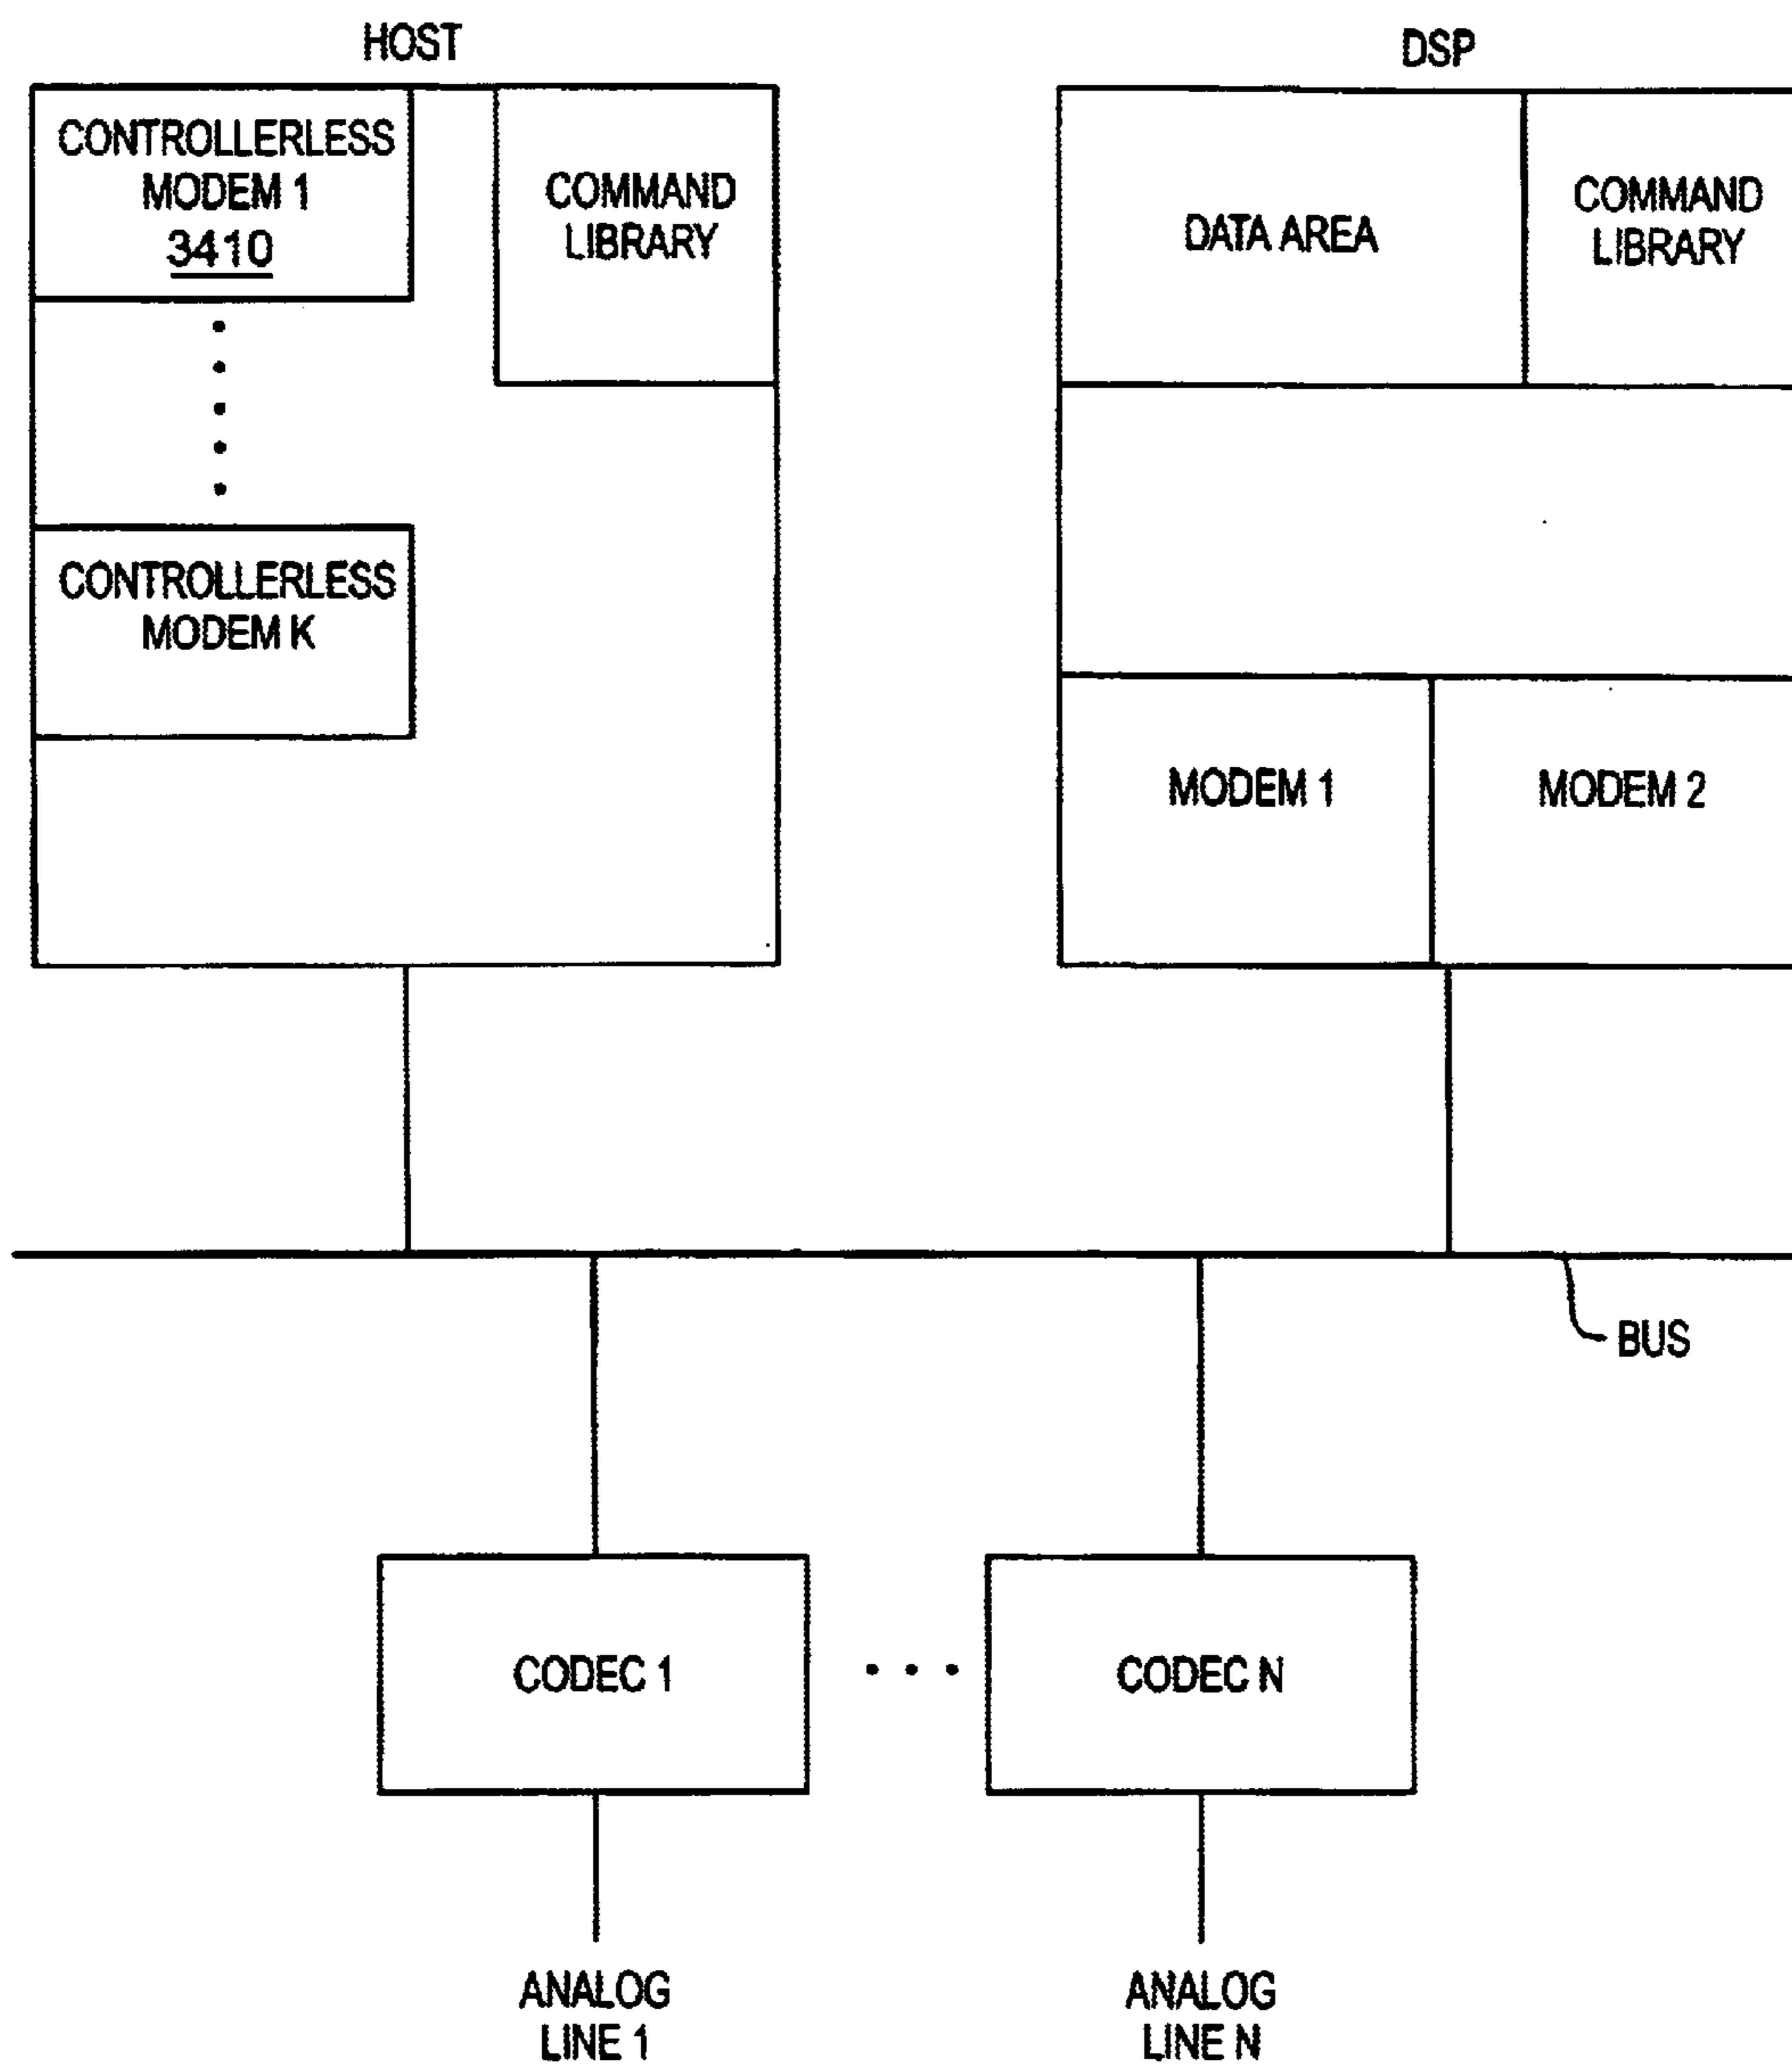 HOST
CONTROLLERLESS
MODEM 1
3410
COMMAND
LIBRARY
CONTROLLERLESS
MODEM K
DSP
DATA AREA
COMMAND
LIBRARY
MODEM 1
MODEM 2
BUS
CODEC 1
CODEC N
ANALOG
LINE 1
ANALOG
LINE N